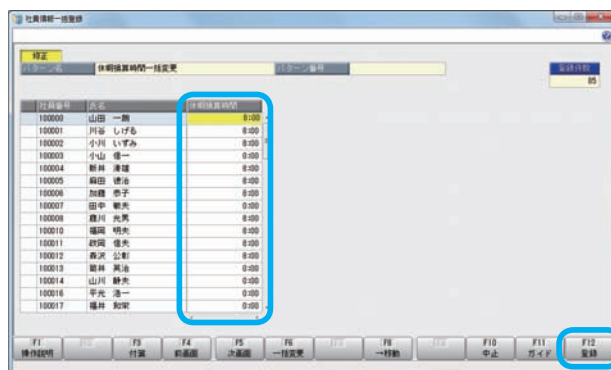 社員情報一括登録
修正
パターン名 休暇換算時間一括変更 パターン番号 登録件数
85
社員番号 氏名 休暇換算時間
100000 山田 一朗 8:00
100001 川谷 しげる 8:00
100002 小川 いずみ 8:00
100003 小山 信一 0:00
100004 新井 8:00
100005 麻田 徳治 8:00
100006 加藤 恭子 8:00
100007 田中 敏夫 0:00
100008 鹿川 光男 8:00
100010 福岡 明夫 8:00
100011 政岡 信夫 8:00
100012 森沢 公彰 8:00
100013 筒井 英治 0:00
100014 山川 静夫 0:00
100016 平光 浩一 0:00
100017 福井 和栄 0:00
F1 F3 F4 F5 F6 F8 F10 F11 F12
操作説明 付箋 前画面 次画面 一括変更 →移動 中止 ガイド 登録